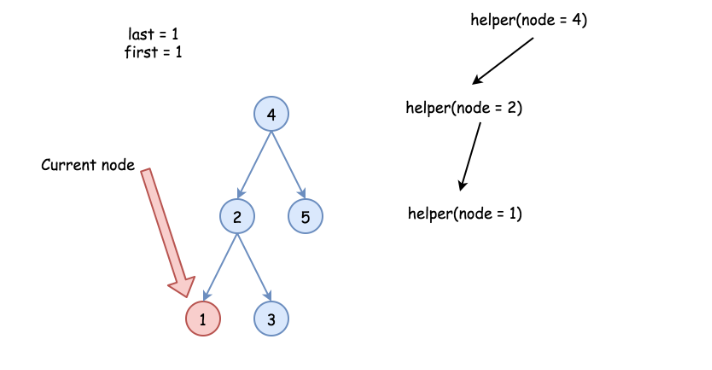 helper(node = 4)
last = 1
first = 1
helper(node = 2)
4
Current node
helper(node = 1)
2
5
1
3